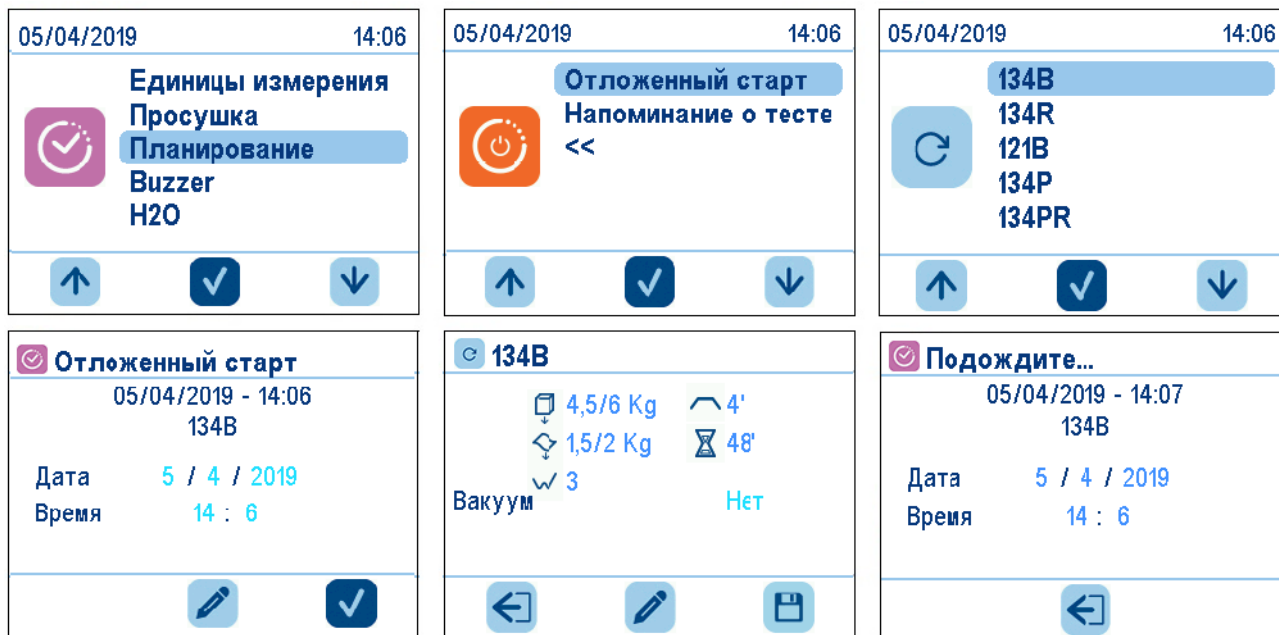 05/04/2019 14:06
Единицы измерения
Просушка
Планирование
Buzzer
H2O
05/04/2019 14:06
Отложенный старт
Напоминание о тесте
<<
05/04/2019 14:06
134B
134R
121B
134P
134PR
Отложенный старт
05/04/2019 - 14:06
134B
Дата 5 / 4 / 2019
Время 14 : 6
134B
4,5/6 Kg 4'
1,5/2 Kg 48'
3
Вакуум Нет
Подождите...
05/04/2019 - 14:07
134B
Дата 5 / 4 / 2019
Время 14 : 6